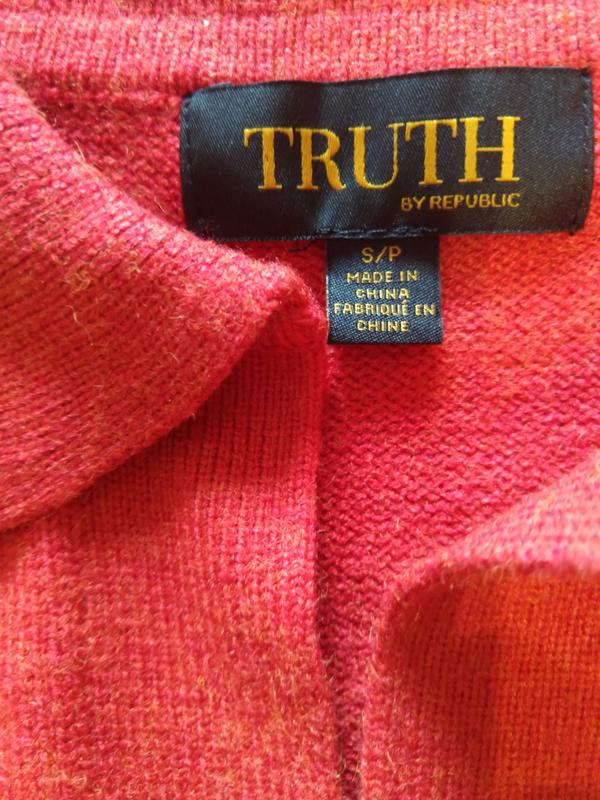 TRUTH
BY REPUBLIC
S/P
MADE IN
CHINA
FABRIQUÉ EN
CHINE